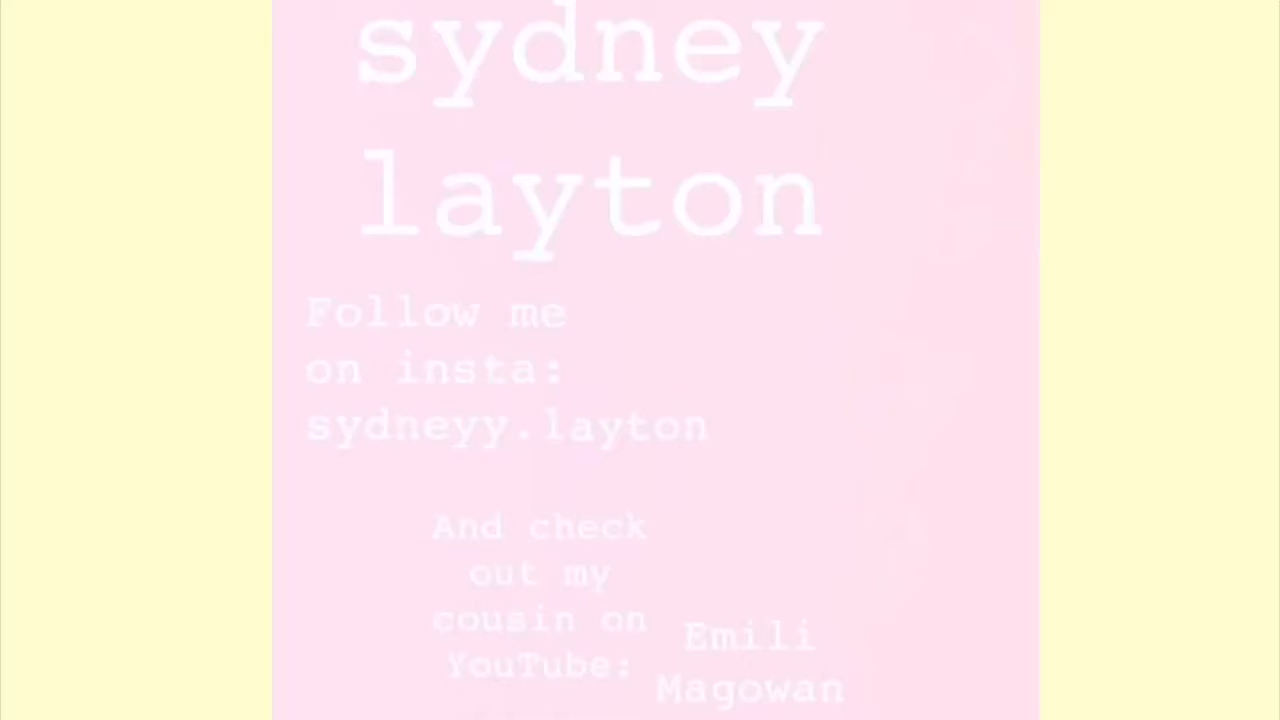 sydney
layton
Follow me
on insta:
sydneyy.layton
And check
out my
cousin on
YouTube:
Emili
Magowan